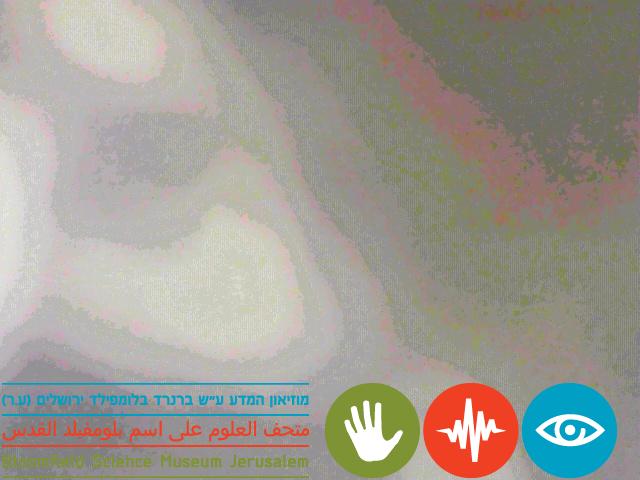 מוזיאון המדע ע״ש ברנרד בלומפילד ירושלים (ע.ר)
متحف العلوم على اسم بلومفيلد القدس
Bloomfield Science Museum Jerusalem